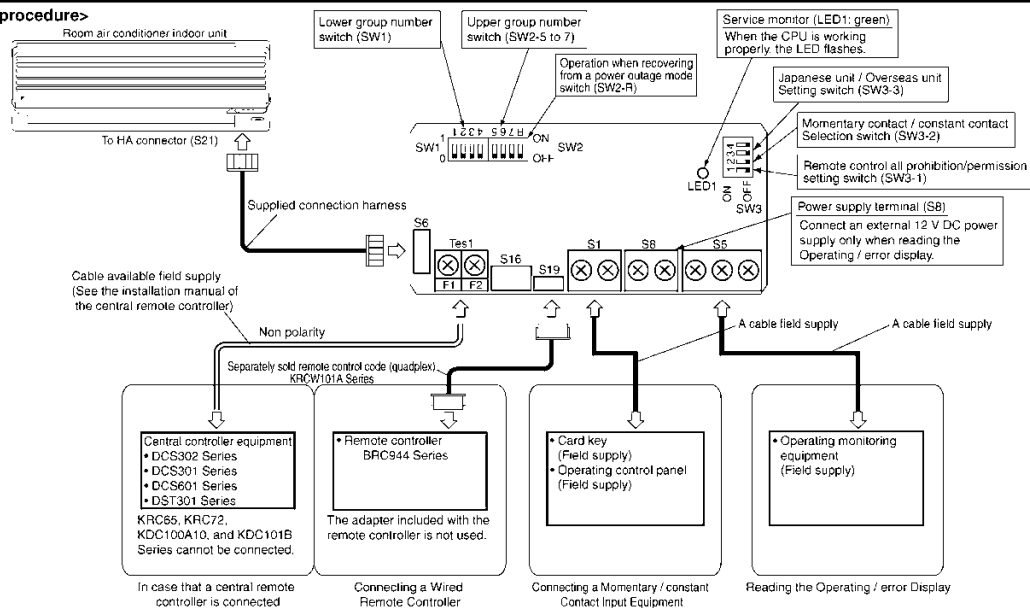 procedure>
Room air conditioner indoor unit
To HA connector (S21)
Supplied connection harness
Lower group number
switch (SW1)
Upper group number
switch (SW2-5 to 7)
Operation when recovering
from a power outage mode
switch (SW2-R)
Service monitor (LED1: green)
When the CPU is working
properly. the LED flashes.
Japanese unit / Overseas unit
Setting switch (SW3-3)
Momentary contact / constant contact
Selection switch (SW3-2)
Remote control all prohibition/permission
setting switch (SW3-1)
Power supply terminal (S8)
Connect an external 12 V DC power
supply only when reading the
Operating / error display.
1
SW1
0
4321
R765
ON
OFF
SW2
LED1
1234
ON
OFF
SW3
S6
Tes1
F1
F2
S16
S19
S1
S8
S5
Cable available field supply
(See the installation manual of
the central remote controller)
Non polarity
Separately sold remote control code (quadplex)
KRCW101A Series
A cable field supply
A cable field supply
Central controller equipment
• DCS302 Series
• DCS301 Series
• DCS601 Series
• DST301 Series
KRC65, KRC72,
KDC100A10, and KDC101B
Series cannot be connected.
In case that a central remote
controller is connected
• Remote controller
BRC944 Series
The adapter included with the
remote controller is not used.
Connecting a Wired
Remote Controller
• Card key
(Field supply)
• Operating control panel
(Field supply)
Connecting a Momentary / constant
Contact Input Equipment
• Operating monitoring
equipment
(Field supply)
Reading the Operating / error Display